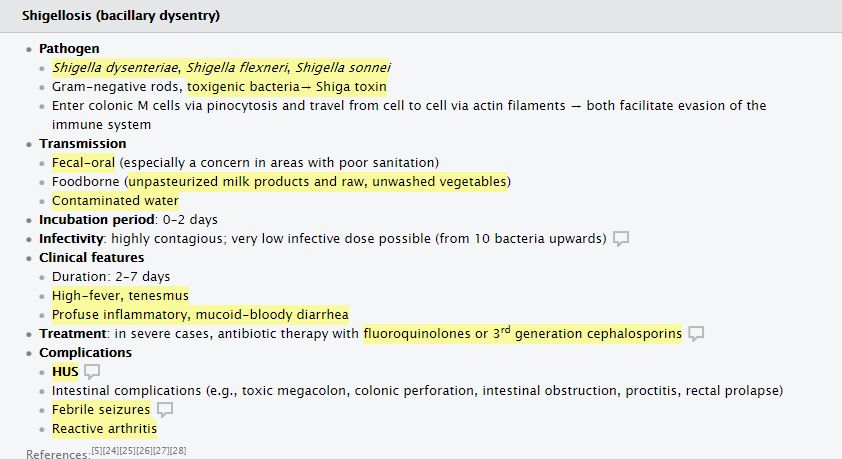 Shigellosis (bacillary dysentry)
Pathogen
Shigella dysenteriae, Shigella flexneri, Shigella sonnei
Gram-negative rods, toxigenic bacteria→ Shiga toxin
Enter colonic M cells via pinocytosis and travel from cell to cell via actin filaments → both facilitate evasion of the
immune system
Transmission
Fecal-oral (especially a concern in areas with poor sanitation)
Foodborne (unpasteurized milk products and raw, unwashed vegetables)
Contaminated water
Incubation period: 0–2 days
Infectivity: highly contagious; very low infective dose possible (from 10 bacteria upwards)
Clinical features
Duration: 2–7 days
High-fever, tenesmus
Profuse inflammatory, mucoid-bloody diarrhea
Treatment: in severe cases, antibiotic therapy with fluoroquinolones or 3rd generation cephalosporins
Complications
HUS
Intestinal complications (e.g., toxic megacolon, colonic perforation, intestinal obstruction, proctitis, rectal prolapse)
Febrile seizures
Reactive arthritis
References:[5][24][25][26][27][28]